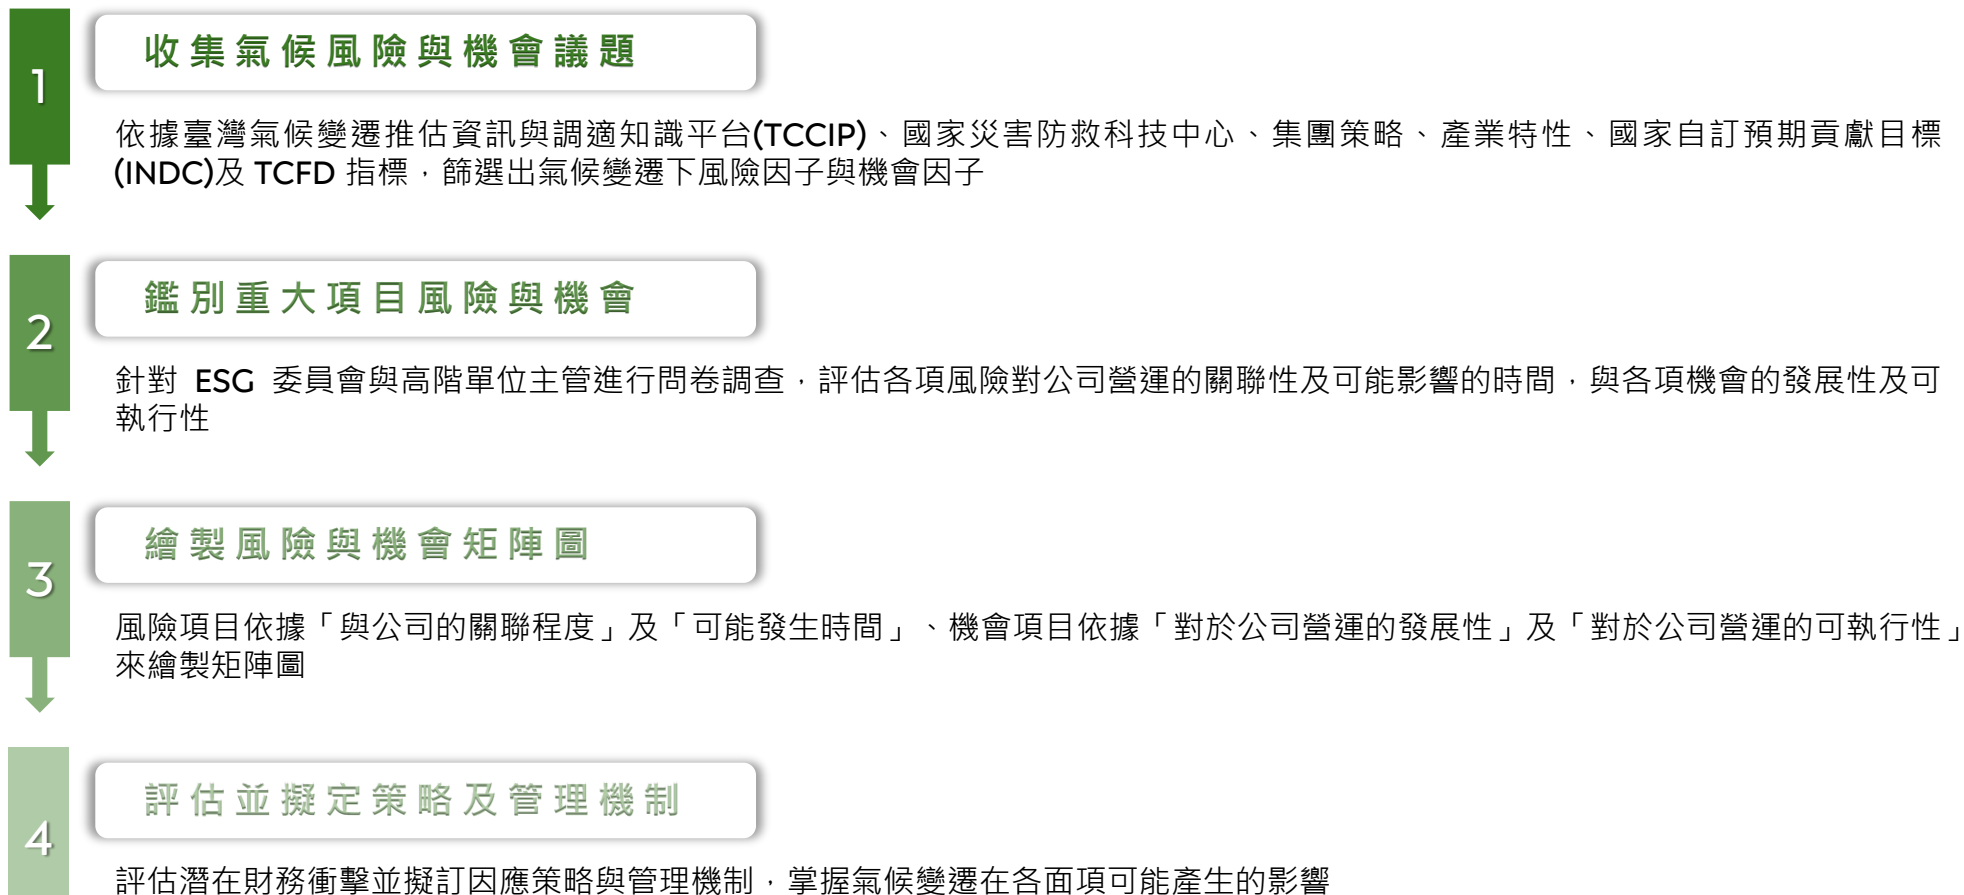 1
收集氣候風險與機會議題
依據臺灣氣候變遷推估資訊與調適知識平台(TCCIP)、國家災害防救科技中心、集團策略、產業特性、國家自訂預期貢獻目標
(INDC)及 TCFD 指標，篩選出氣候變遷下風險因子與機會因子
2
鑑別重大項目風險與機會
針對 ESG 委員會與高階單位主管進行問卷調查，評估各項風險對公司營運的關聯性及可能影響的時間，與各項機會的發展性及可
執行性
3
繪製風險與機會矩陣圖
風險項目依據「與公司的關聯程度」及「可能發生時間」、機會項目依據「對於公司營運的發展性」及「對於公司營運的可執行性」
來繪製矩陣圖
4
評估並擬定策略及管理機制
評估潛在財務衝擊並擬訂因應策略與管理機制，掌握氣候變遷在各面項可能產生的影響